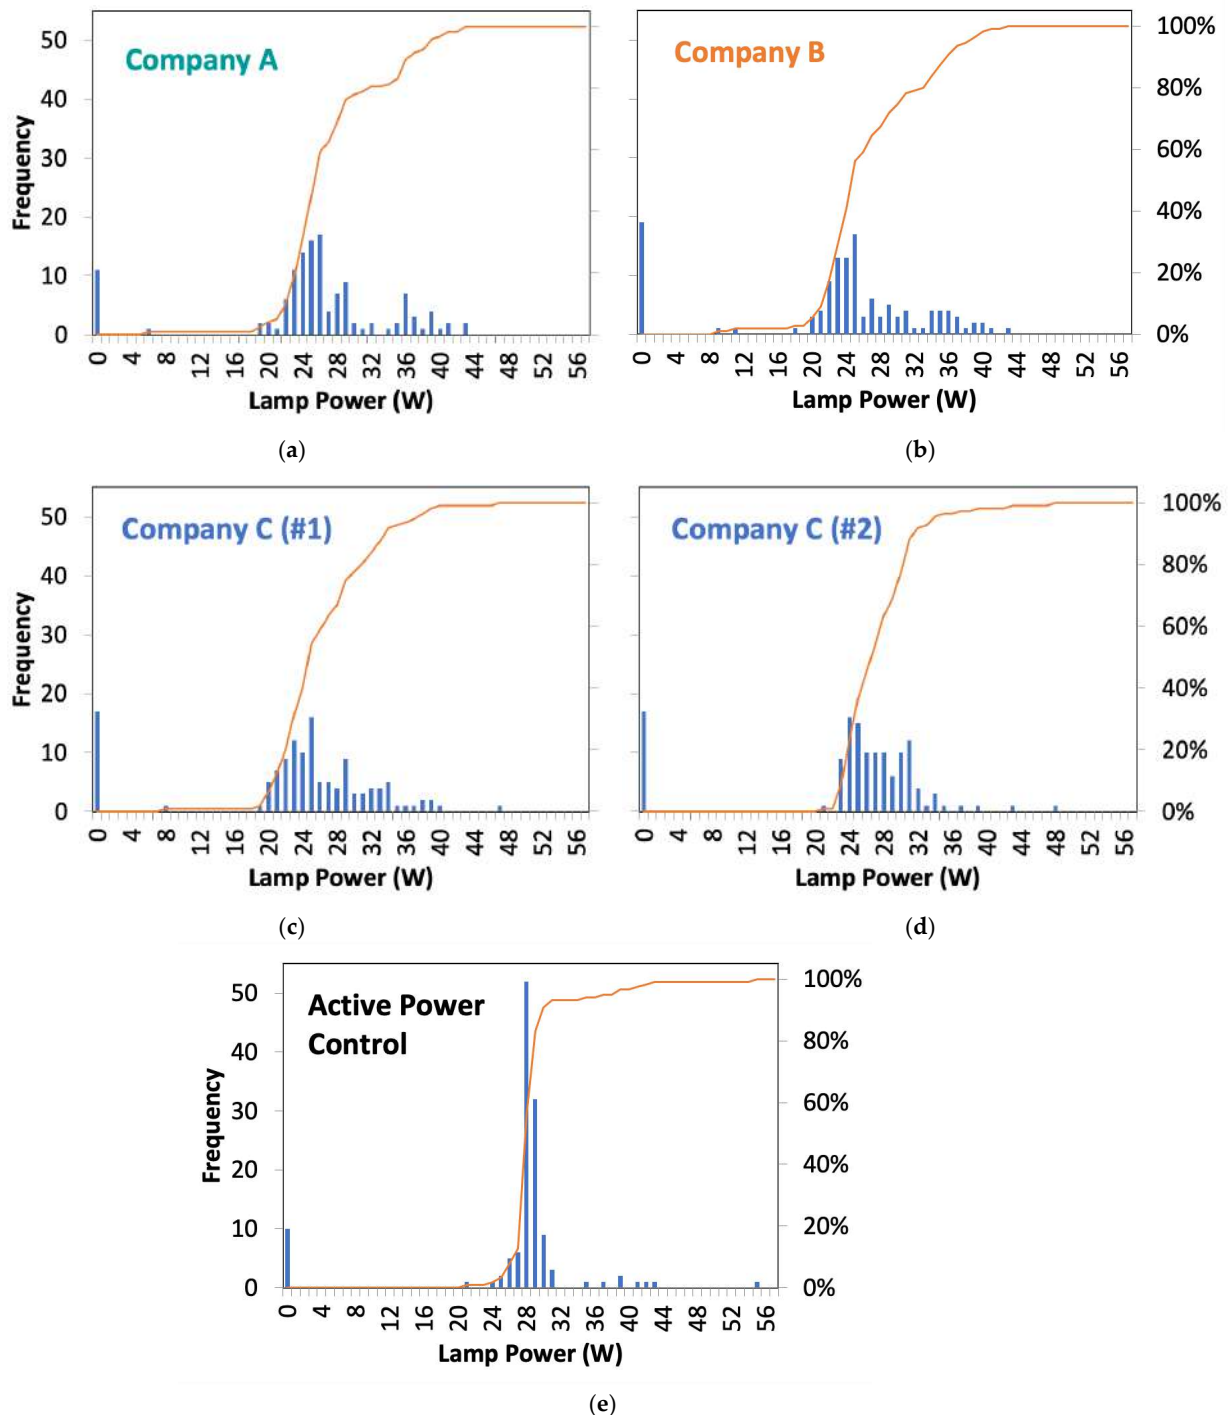 Company A
Frequency
50
40
30
20
10
0
0 4 8 12 16 20 24 28 32 36 40 44 48 52 56
Lamp Power (W)
(a)
Company B
100%
80%
60%
40%
20%
0%
0 4 8 12 16 20 24 28 32 36 40 44 48 52 56
Lamp Power (W)
(b)
Company C (#1)
Frequency
50
40
30
20
10
0
0 4 8 12 16 20 24 28 32 36 40 44 48 52 56
Lamp Power (W)
(c)
Company C (#2)
100%
80%
60%
40%
20%
0%
0 4 8 12 16 20 24 28 32 36 40 44 48 52 56
Lamp Power (W)
(d)
Active Power
Control
Frequency
50
40
30
20
10
0
100%
80%
60%
40%
20%
0%
0 4 8 12 16 20 24 28 32 36 40 44 48 52 56
Lamp Power (W)
(e)